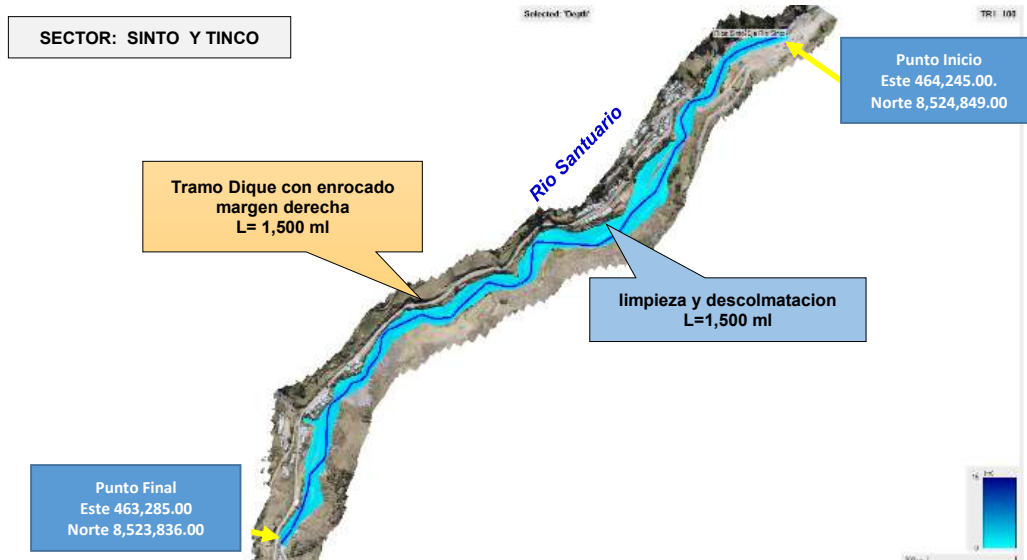 SECTOR: SINTO Y TINCO
Selected: 'Depth'
TR1_100
Punto Inicio
Este 464,245.00.
Norte 8,524,849.00
Rio Santuario
Tramo Dique con enrocado
margen derecha
L= 1,500 ml
limpieza y descolmatacion
L=1,500 ml
Punto Final
Este 463,285.00
Norte 8,523,836.00